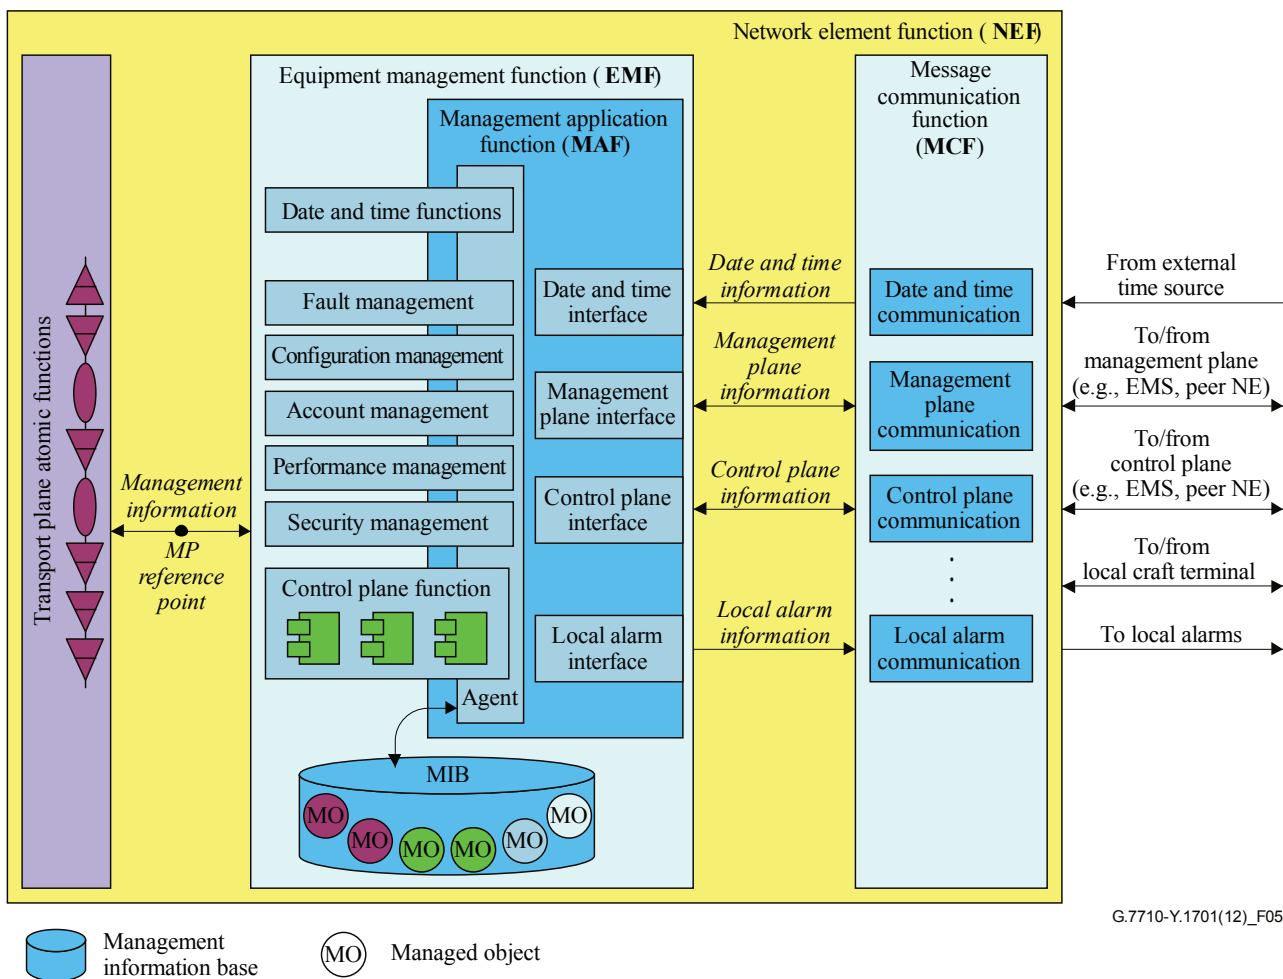 Network element function ( NEF)
Equipment management function ( EMF)
Message
communication
function
(MCF)
Management application
function (MAF)
Date and time functions
Fault management
Configuration management
Account management
Performance management
Security management
Control plane function
Agent
Date and time
interface
Management
plane interface
Control plane
interface
Local alarm
interface
Date and time
information
Management
plane
information
Control plane
information
Local alarm
information
Date and time
communication
Management
plane
communication
Control plane
communication
Local alarm
communication
From external
time source
To/from
management plane
(e.g., EMS, peer NE)
To/from
control plane
(e.g., EMS, peer NE)
To/from
local craft terminal
To local alarms
Transport plane atomic functions
Management
information
MP
reference
point
MIB
MO
MO
MO
MO
MO
MO
G.7710-Y.1701(12)_F05
Management
information base
MO
Managed object